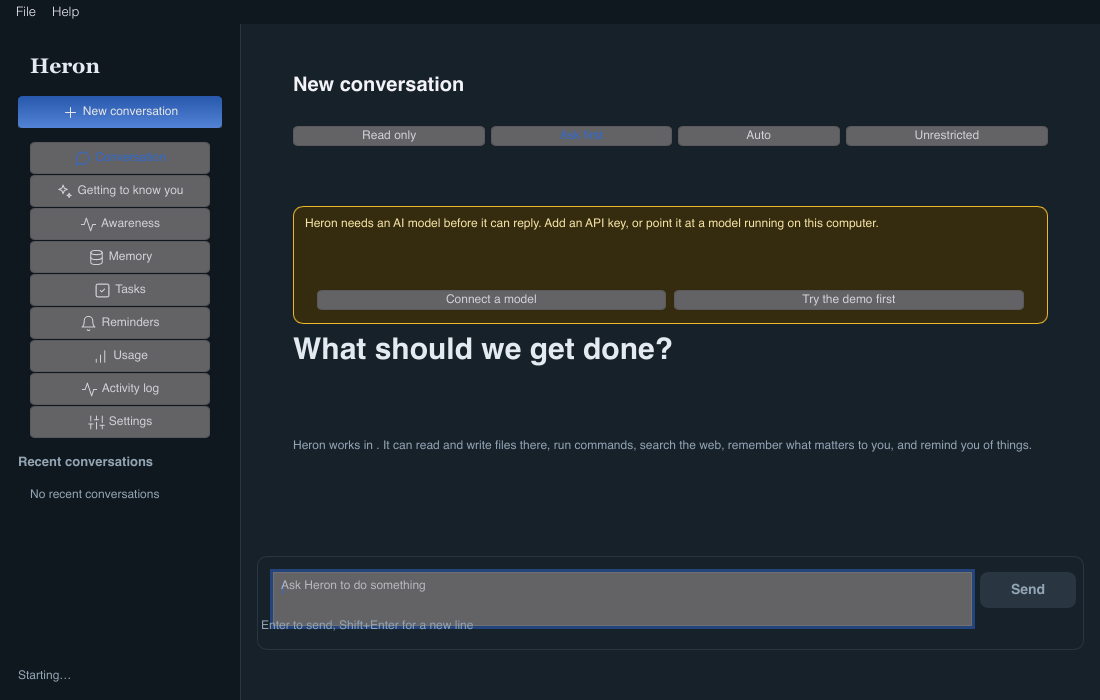 File Help
Heron
New conversation
Conversation
Getting to know you
Awareness
Memory
Tasks
Reminders
Usage
Activity log
Settings
Recent conversations
No recent conversations
Starting…
New conversation
Read only
Auto
Unrestricted
Heron needs an AI model before it can reply. Add an API key, or point it at a model running on this computer.
Connect a model
Try the demo first
What should we get done?
Heron works in . It can read and write files there, run commands, search the web, remember what matters to you, and remind you of things.
Ask Heron to do something
Send
Enter to send, Shift+Enter for a new line